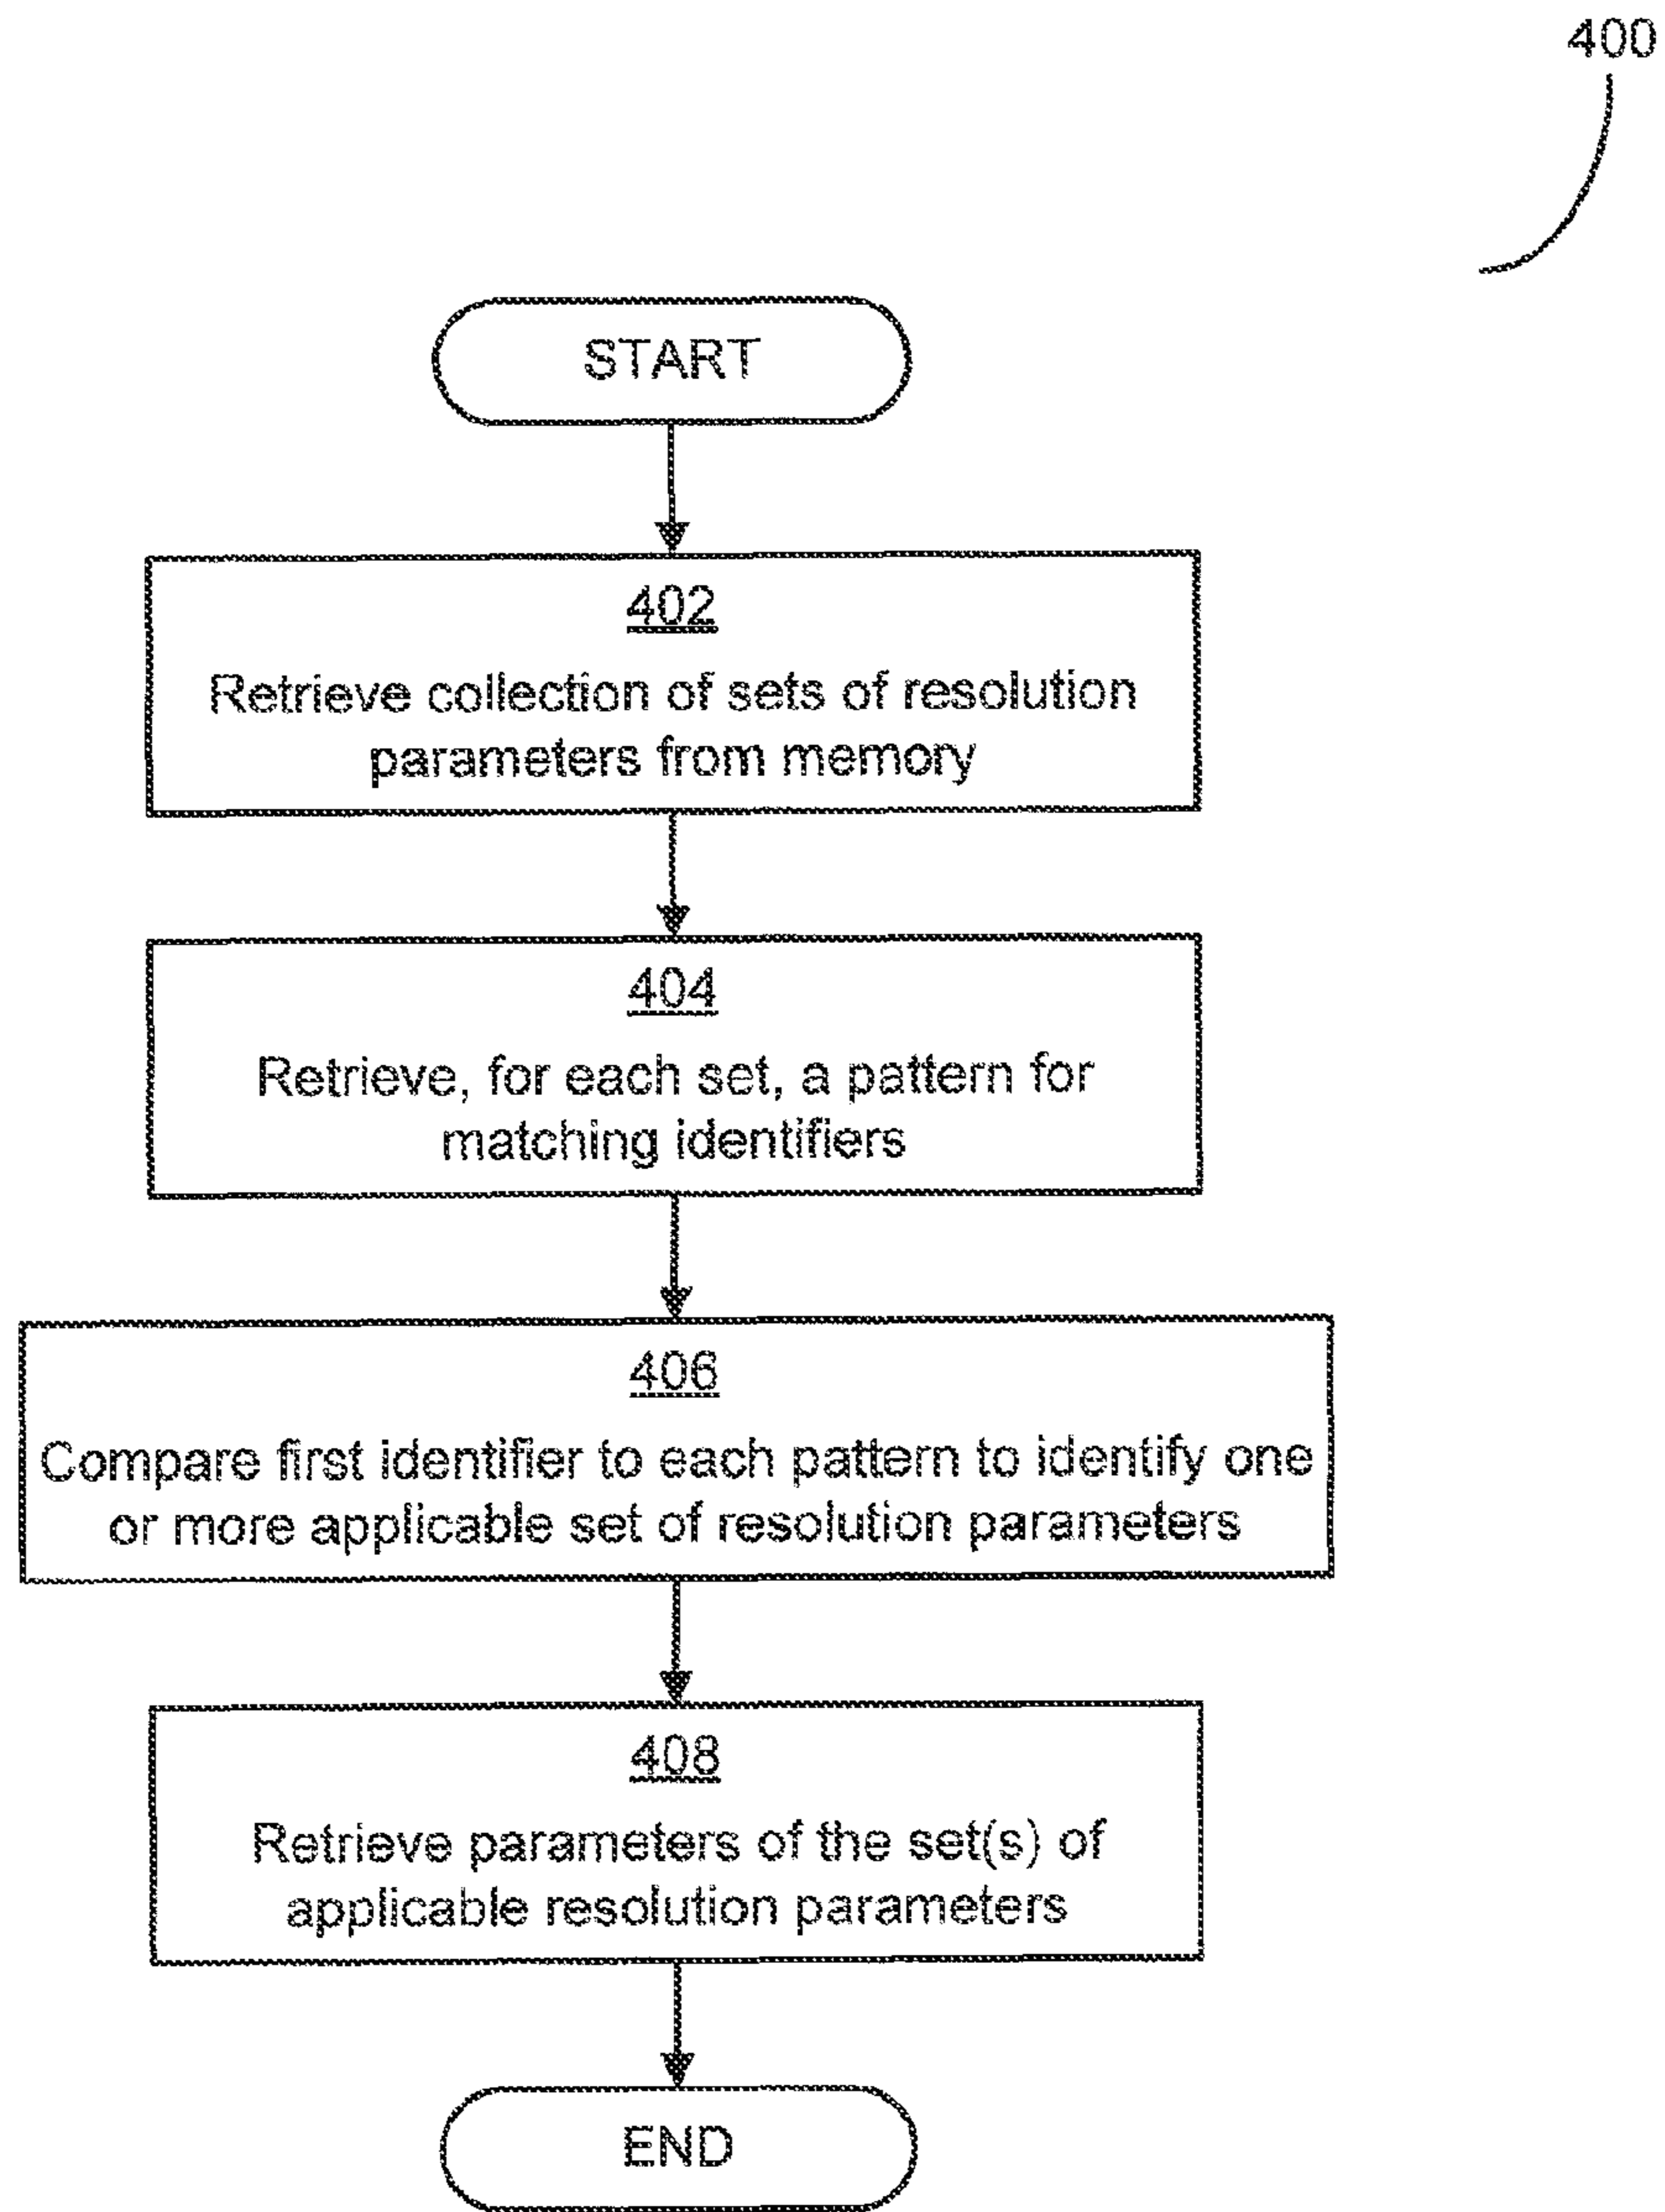 400
START
402
Retrieve collection of sets of resolution
parameters from memory
404
Retrieve, for each set, a pattern for
matching identifiers
406
Compare first identifier to each pattern to identify one
or more applicable set of resolution parameters
408
Retrieve parameters of the set(s) of
applicable resolution parameters
END